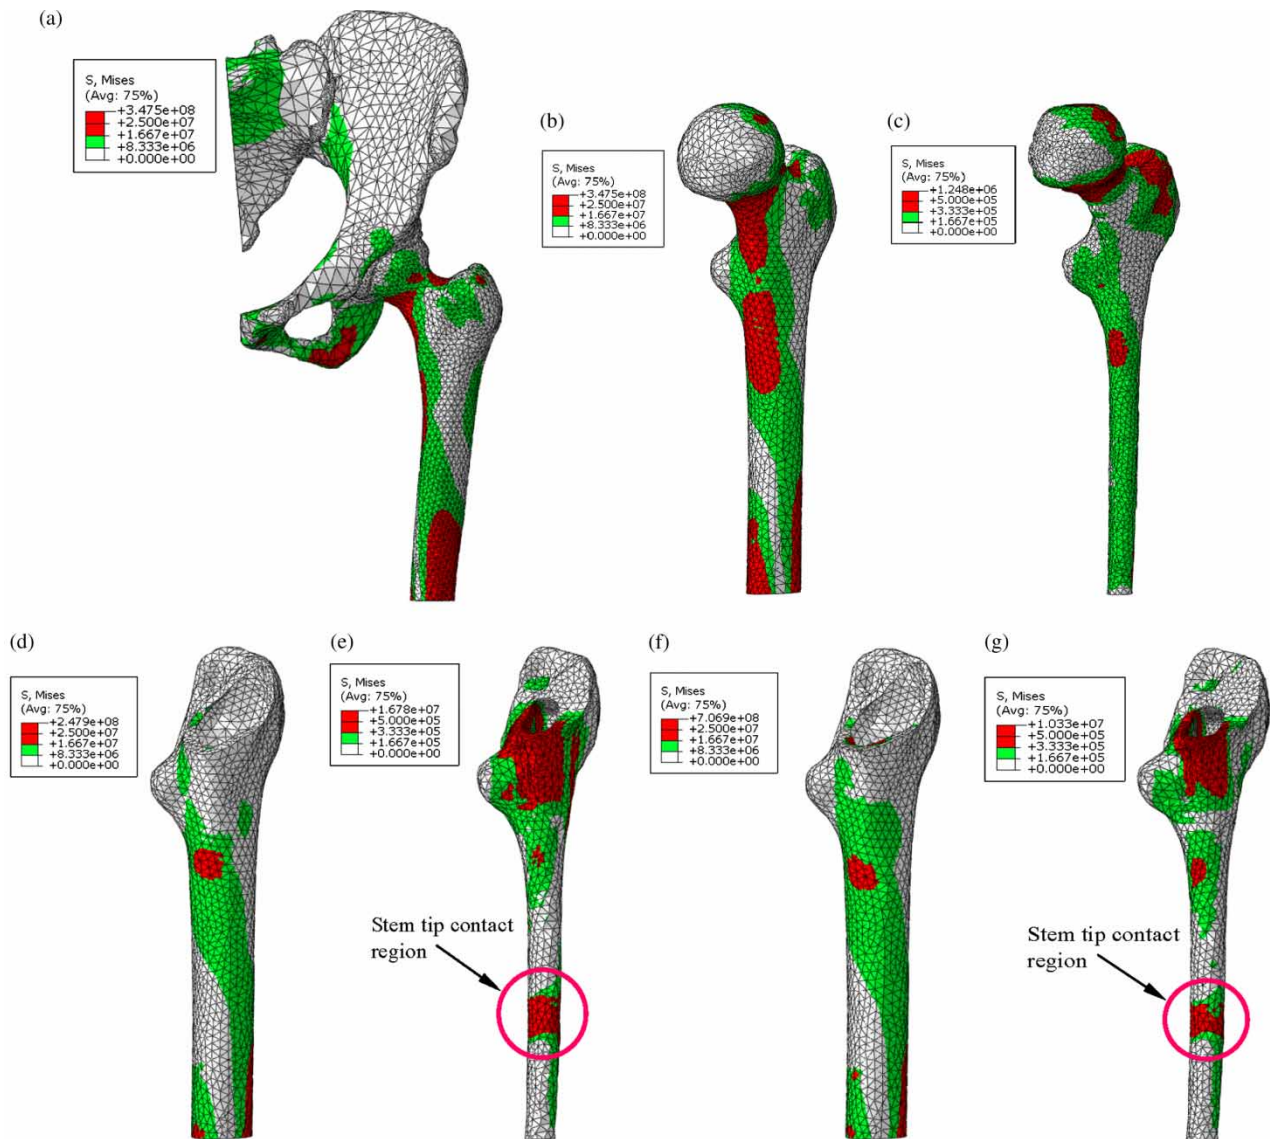 (a)
S, Mises
(Avg: 75%)
+3.475e+08
+2.500e+07
+1.667e+07
+8.333e+06
+0.000e+00
(b)
S, Mises
(Avg: 75%)
+3.475e+08
+2.500e+07
+1.667e+07
+8.333e+06
+0.000e+00
(c)
S, Mises
(Avg: 75%)
+1.248e+06
+5.000e+05
+3.333e+05
+1.667e+05
+0.000e+00
(d)
S, Mises
(Avg: 75%)
+2.479e+08
+2.500e+07
+1.667e+07
+8.333e+06
+0.000e+00
(e)
S, Mises
(Avg: 75%)
+1.678e+07
+5.000e+05
+3.333e+05
+1.667e+05
+0.000e+00
Stem tip contact
region
(f)
S, Mises
(Avg: 75%)
+7.069e+08
+2.500e+07
+1.667e+07
+8.333e+06
+0.000e+00
(g)
S, Mises
(Avg: 75%)
+1.033e+07
+5.000e+05
+3.333e+05
+1.667e+05
+0.000e+00
Stem tip contact
region